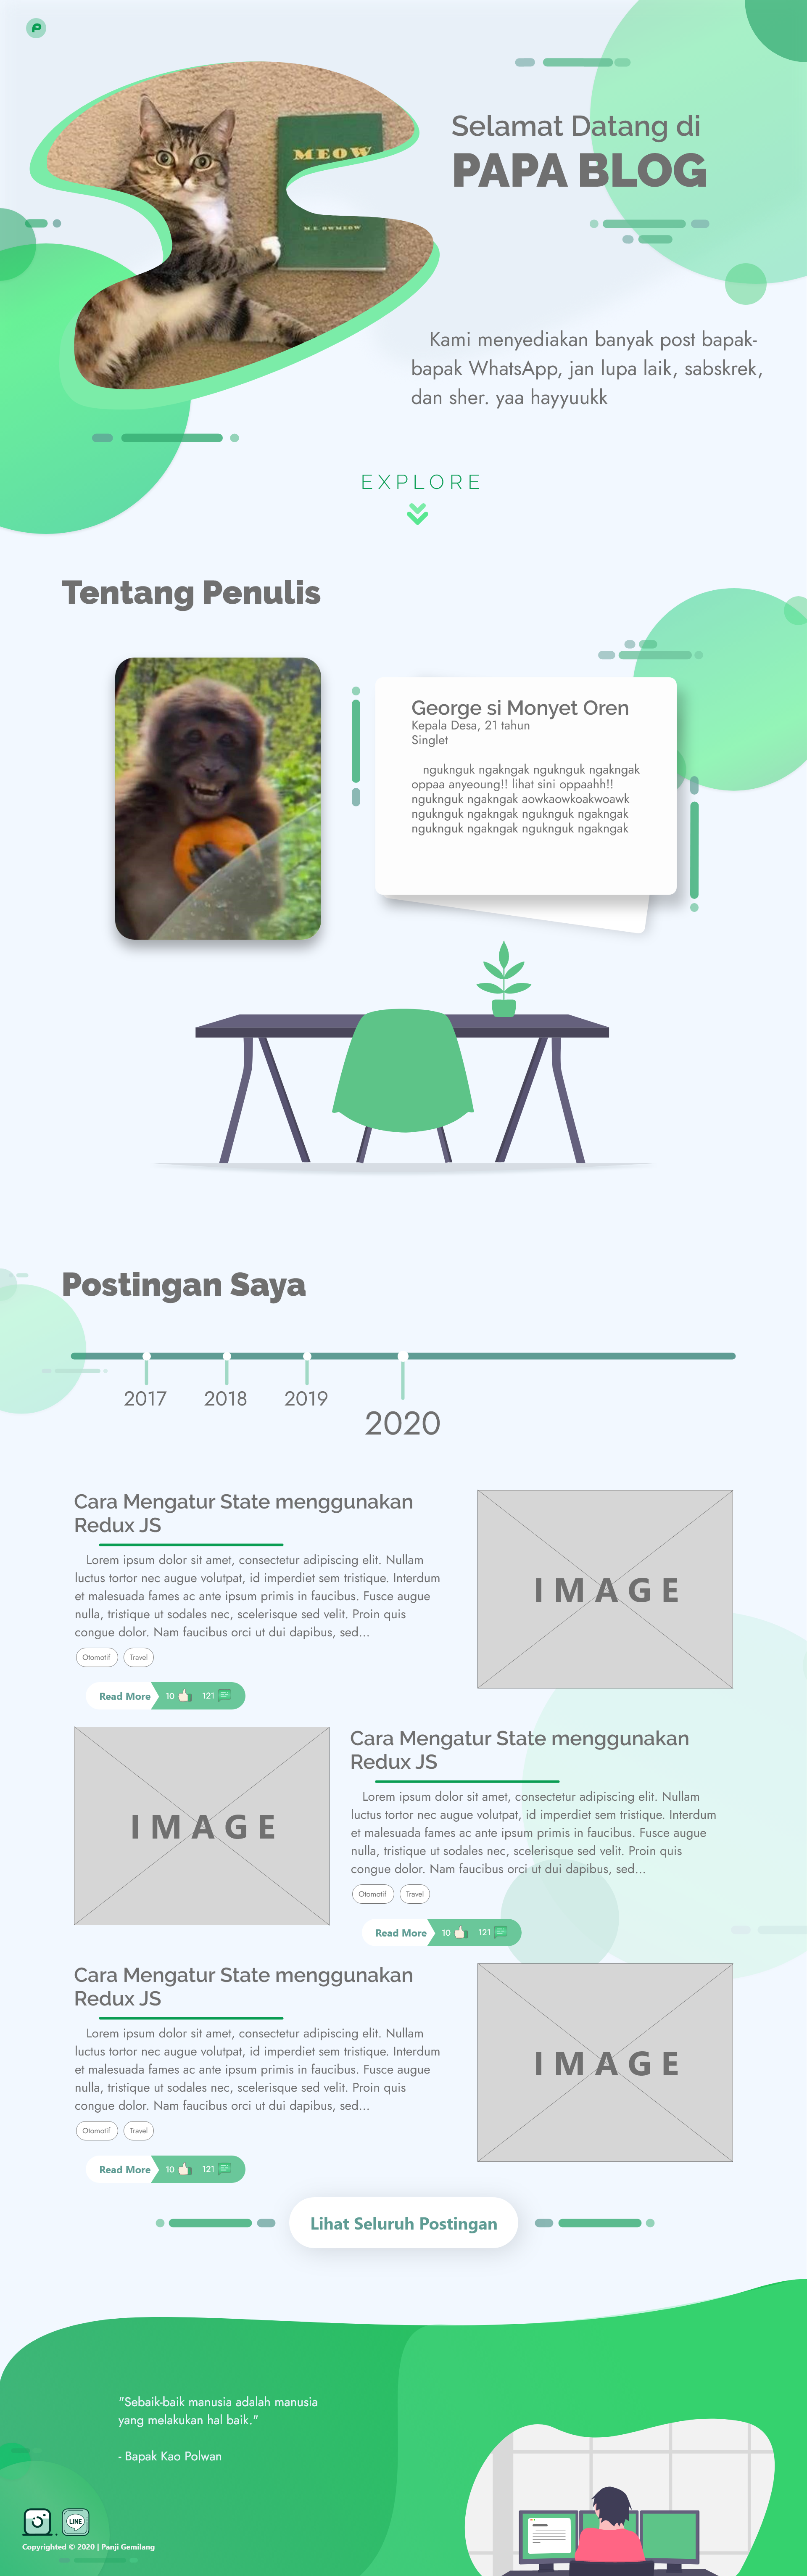 P
MEOW
M.E. OWMEOW
Selamat Datang di
PAPA BLOG
Kami menyediakan banyak post bapak-
bapak WhatsApp, jan lupa laik, sabskrek,
dan sher. yaa hayyuukk
EXPLORE
Tentang Penulis
George si Monyet Oren
Kepala Desa, 21 tahun
Singlet
nguknguk ngakngak nguknguk ngakngak
oppaa anyeoung!! lihat sini oppaahh!!
nguknguk ngakngak aowkaowkoakwoawk
nguknguk ngakngak nguknguk ngakngak
nguknguk ngakngak nguknguk ngakngak
Postingan Saya
2017 2018 2019 2020
Cara Mengatur State menggunakan
Redux JS
Lorem ipsum dolor sit amet, consectetur adipiscing elit. Nullam
luctus tortor nec augue volutpat, id imperdiet sem tristique. Interdum
et malesuada fames ac ante ipsum primis in faucibus. Fusce augue
nulla, tristique ut sodales nec, scelerisque sed velit. Proin quis
congue dolor. Nam faucibus orci ut dui dapibus, sed...
Otomotif Travel
Read More 10 121
IMAGE
IMAGE
Cara Mengatur State menggunakan
Redux JS
Lorem ipsum dolor sit amet, consectetur adipiscing elit. Nullam
luctus tortor nec augue volutpat, id imperdiet sem tristique. Interdum
et malesuada fames ac ante ipsum primis in faucibus. Fusce augue
nulla, tristique ut sodales nec, scelerisque sed velit. Proin quis
congue dolor. Nam faucibus orci ut dui dapibus, sed...
Otomotif Travel
Read More 10 121
Cara Mengatur State menggunakan
Redux JS
Lorem ipsum dolor sit amet, consectetur adipiscing elit. Nullam
luctus tortor nec augue volutpat, id imperdiet sem tristique. Interdum
et malesuada fames ac ante ipsum primis in faucibus. Fusce augue
nulla, tristique ut sodales nec, scelerisque sed velit. Proin quis
congue dolor. Nam faucibus orci ut dui dapibus, sed...
Otomotif Travel
Read More 10 121
IMAGE
Lihat Seluruh Postingan
"Sebaik-baik manusia adalah manusia
yang melakukan hal baik."
- Bapak Kao Polwan
LINE
Copyrighted © 2020 | Panji Gemilang